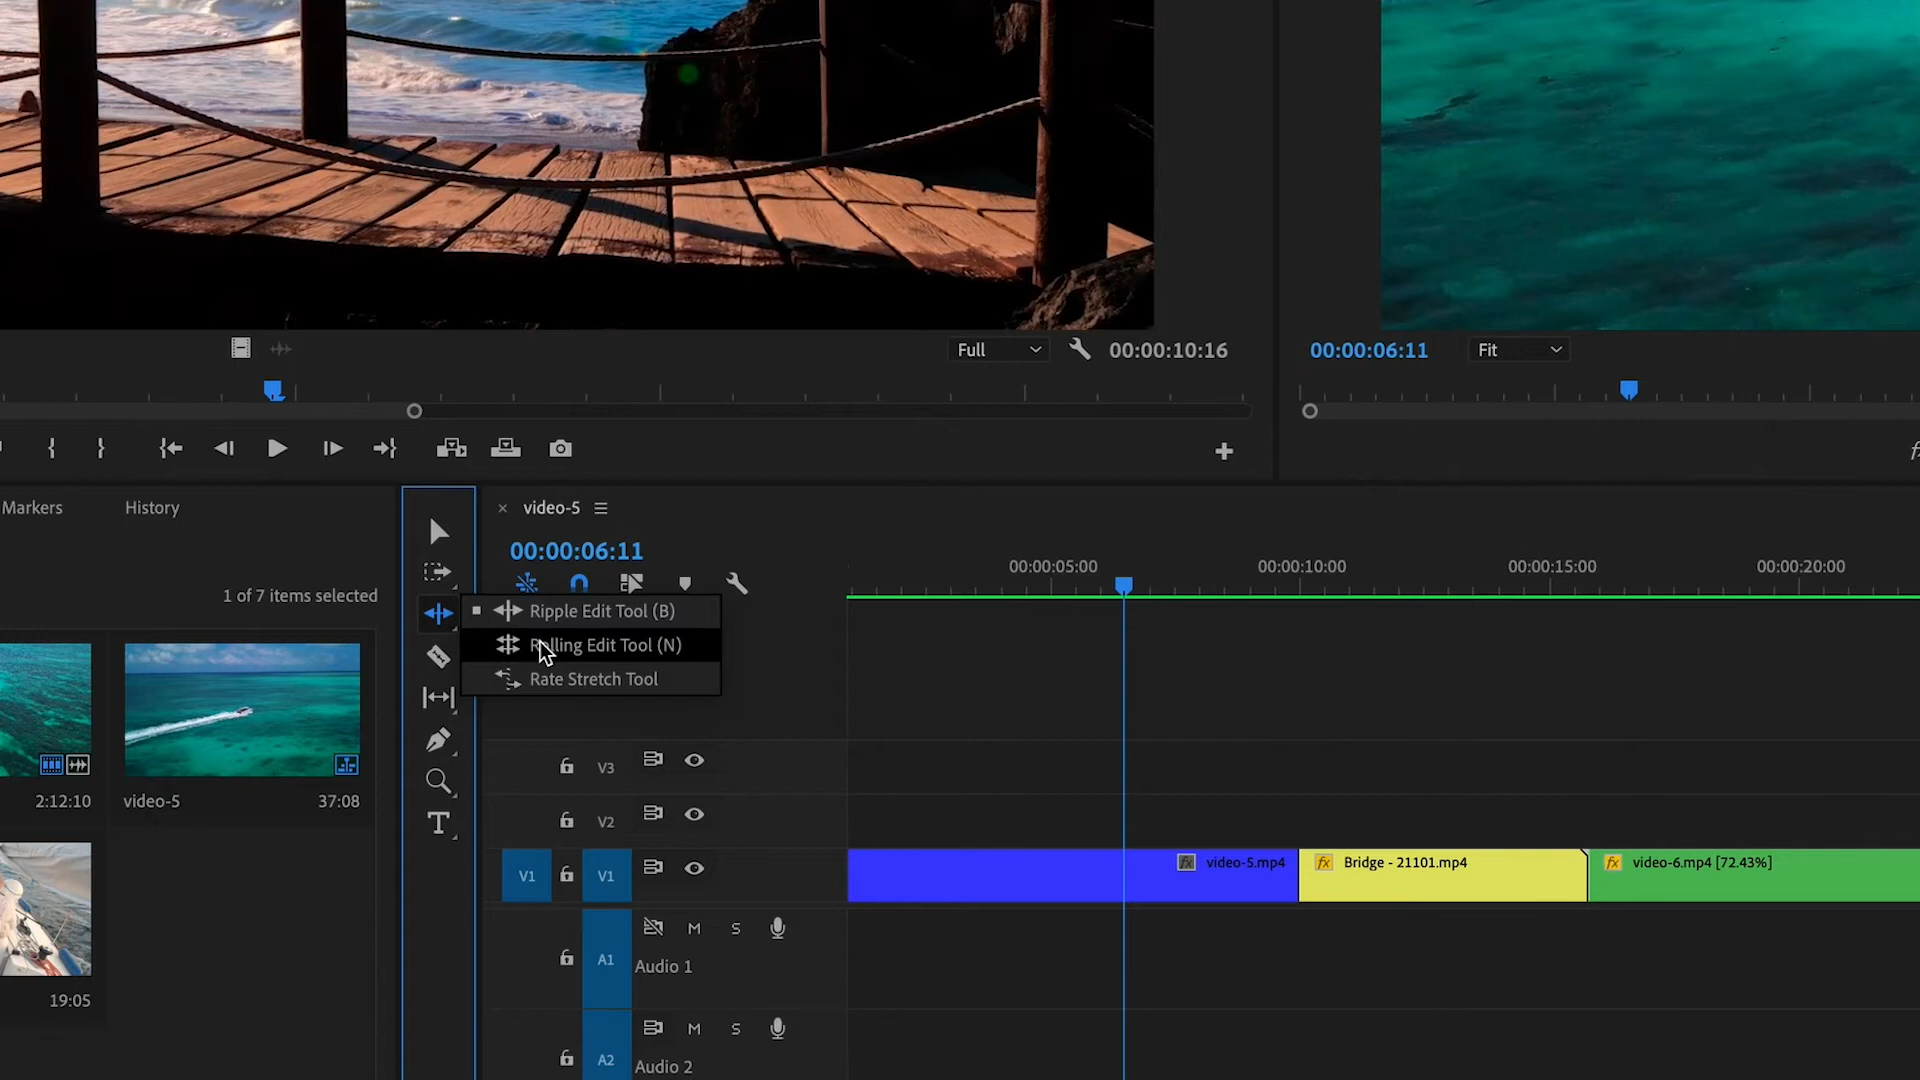 Full
00:00:10:16
00:00:06:11
Fit
Markers
History
1 of 7 items selected
2:12:10
video-5
37:08
19:05
video-5
00:00:06:11
00:00:05:00
00:00:10:00
00:00:15:00
00:00:20:00
Ripple Edit Tool (B)
Rolling Edit Tool (N)
Rate Stretch Tool
V3
V2
V1
V1
video-5.mp4
Bridge - 21101.mp4
video-6.mp4 [72.43%]
A1
M
S
Audio 1
A2
M
S
Audio 2